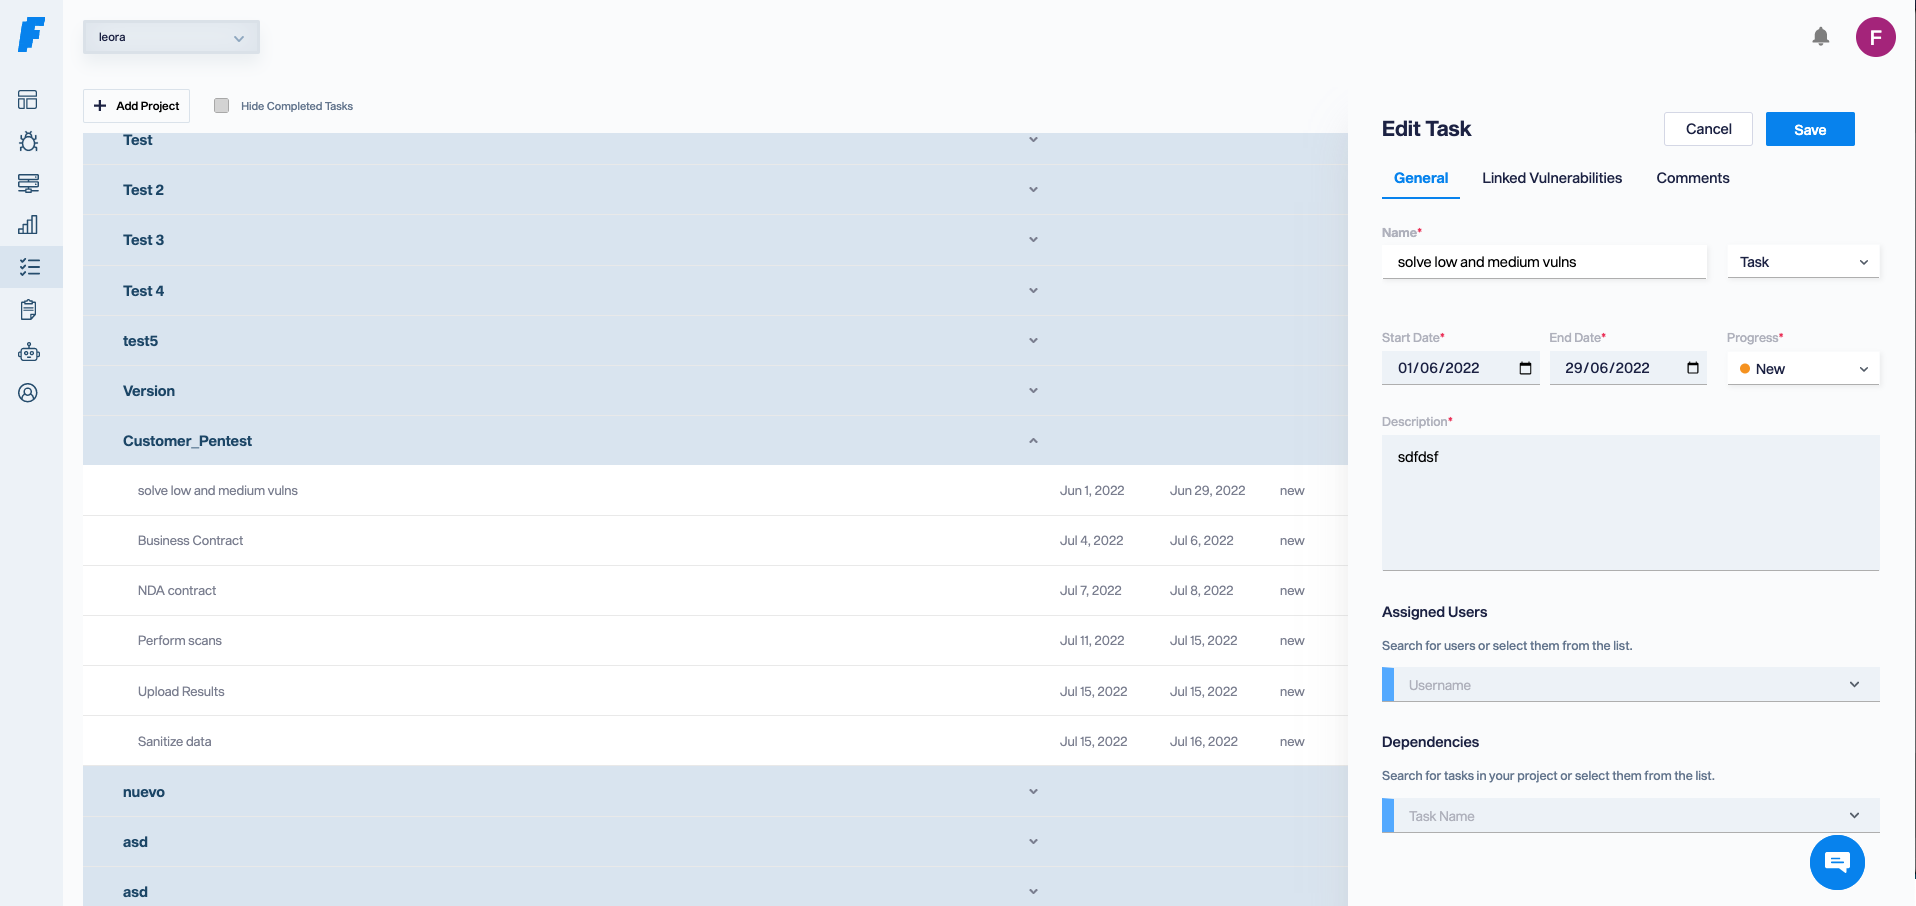 leora
F
Add Project
Hide Completed Tasks
Test
Test 2
Test 3
Test 4
test5
Version
Customer_Pentest
solve low and medium vulns Jun 1, 2022 Jun 29, 2022 new
Business Contract Jul 4, 2022 Jul 6, 2022 new
NDA contract Jul 7, 2022 Jul 8, 2022 new
Perform scans Jul 11, 2022 Jul 15, 2022 new
Upload Results Jul 15, 2022 Jul 15, 2022 new
Sanitize data Jul 15, 2022 Jul 16, 2022 new
nuevo
asd
asd
Edit Task
Cancel
Save
General Linked Vulnerabilities Comments
Name*
solve low and medium vulns
Task
Start Date* End Date* Progress*
01/06/2022 29/06/2022 New
Description*
sdfdsf
Assigned Users
Search for users or select them from the list.
Username
Dependencies
Search for tasks in your project or select them from the list.
Task Name